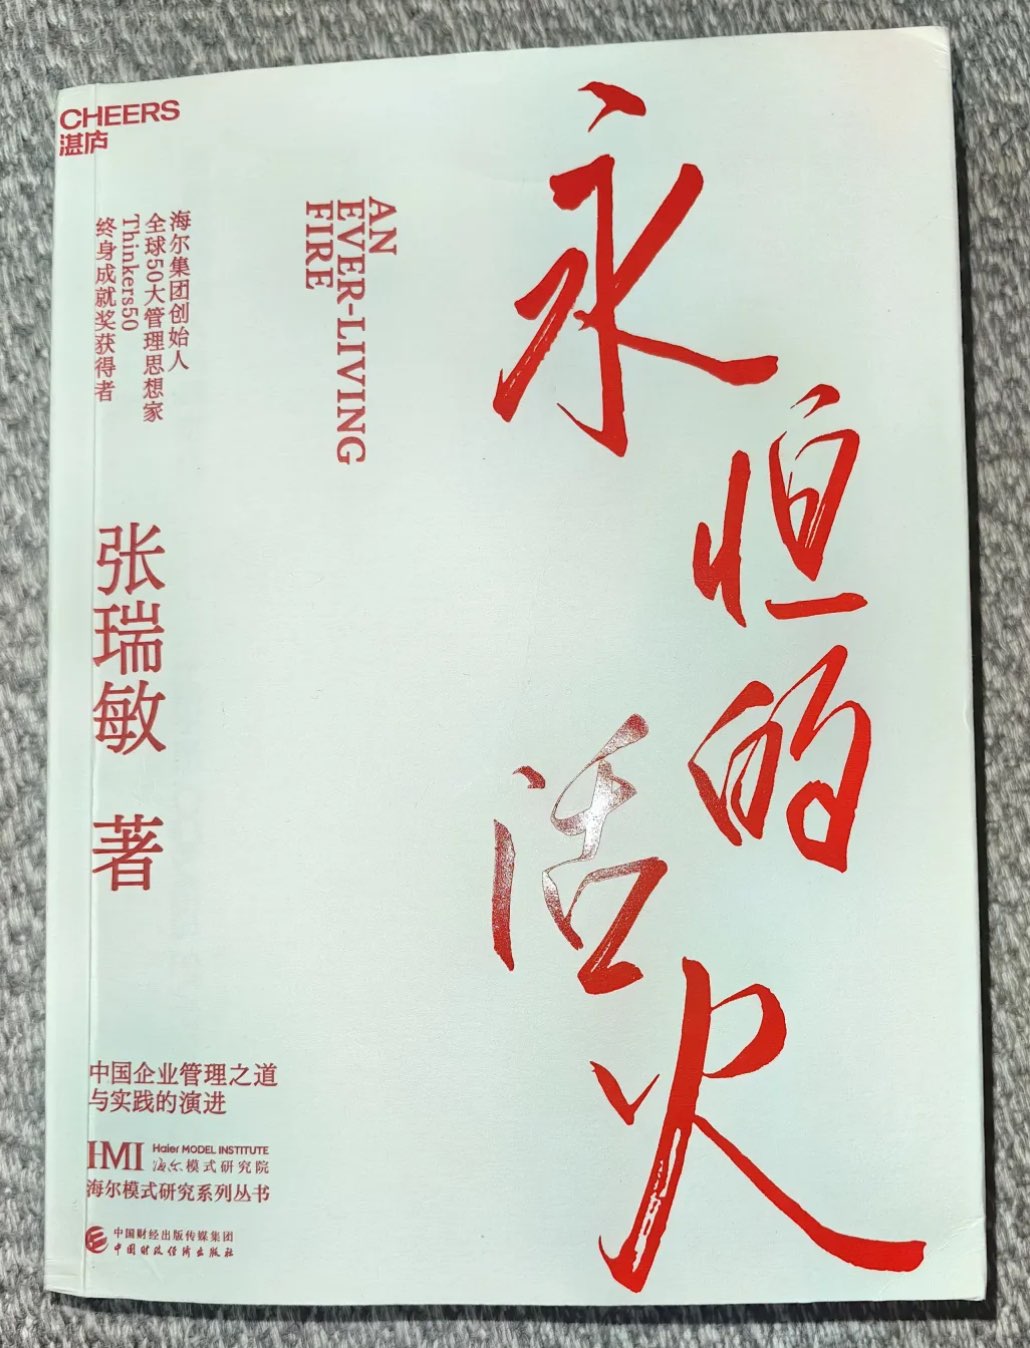 CHEERS
湛庐
永恒的活火
AN
EVER-LIVING
FIRE
海尔集团创始人
全球50大管理思想家
Thinkers50
终身成就奖获得者
张瑞敏 著
中国企业管理之道
与实践的演进
HMI
Haier MODEL INSTITUTE
海尔模式研究院
海尔模式研究系列丛书
中国财经出版传媒集团
中国财政经济出版社